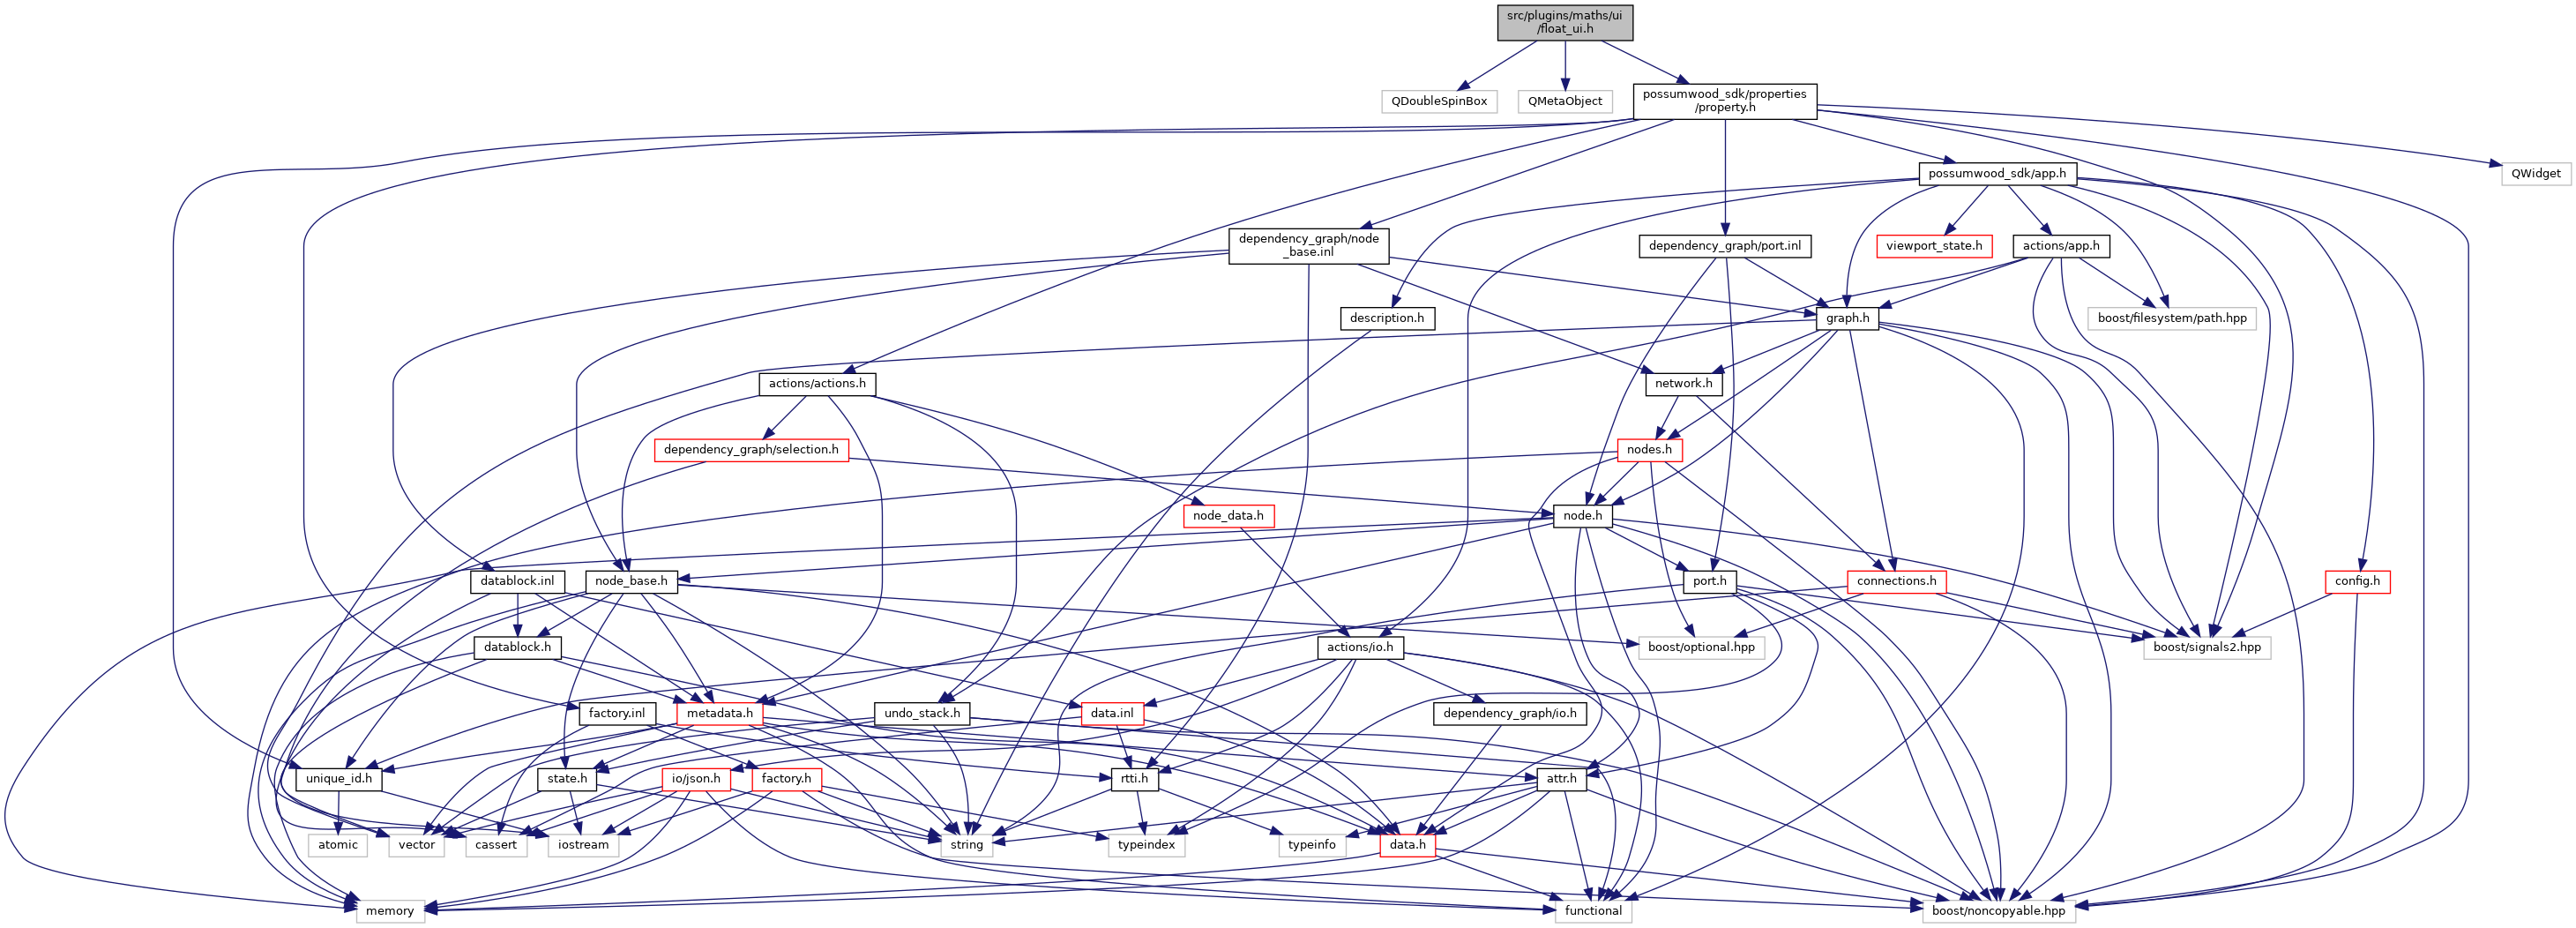 src/plugins/maths/ui
/float_ui.h
QDoubleSpinBox
QMetaObject
possumwood_sdk/properties
/property.h
possumwood_sdk/app.h
QWidget
dependency_graph/node
_base.inl
dependency_graph/port.inl
viewport_state.h
actions/app.h
description.h
graph.h
boost/filesystem/path.hpp
actions/actions.h
network.h
dependency_graph/selection.h
nodes.h
node_data.h
node.h
datablock.inl
node_base.h
port.h
connections.h
config.h
datablock.h
actions/io.h
boost/optional.hpp
boost/signals2.hpp
factory.inl
metadata.h
undo_stack.h
data.inl
dependency_graph/io.h
unique_id.h
state.h
io/json.h
factory.h
rtti.h
attr.h
atomic
vector
cassert
iostream
string
typeindex
typeinfo
data.h
memory
functional
boost/noncopyable.hpp